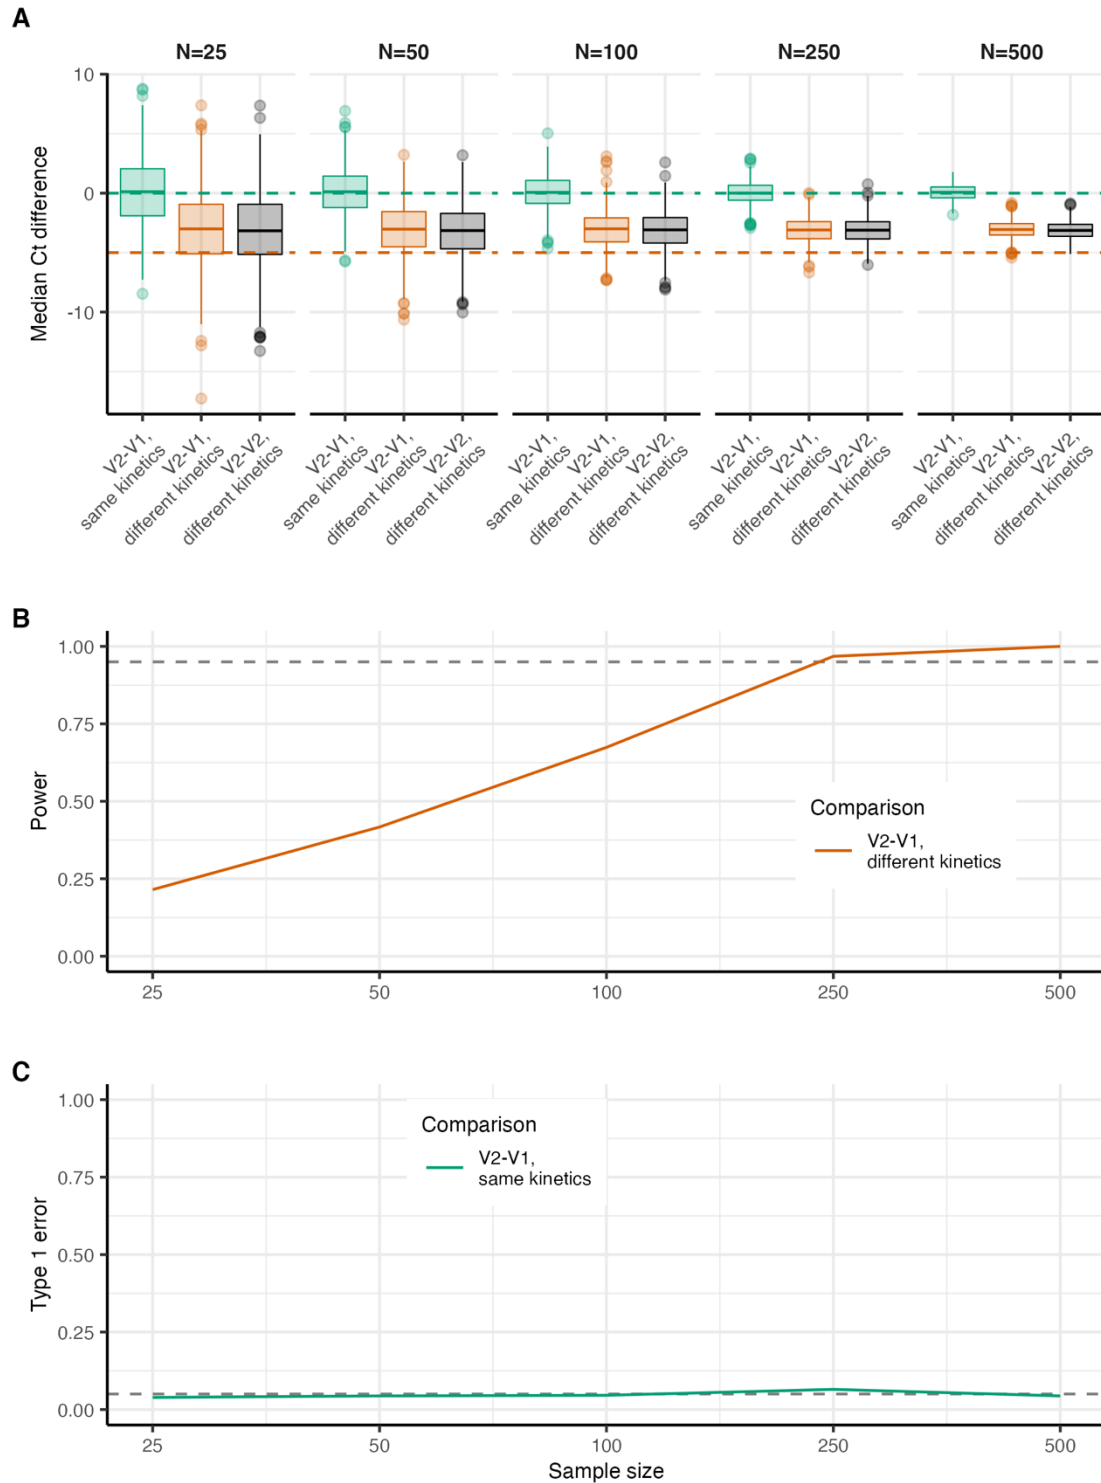 A
N=25 N=50 N=100 N=250 N=500
Median Ct difference
10
0
-10
V2-V1,
same kinetics
V2-V1,
different kinetics
V2-V2,
different kinetics
V2-V1,
same kinetics
V2-V1,
different kinetics
V2-V2,
different kinetics
V2-V1,
same kinetics
V2-V1,
different kinetics
V2-V2,
different kinetics
V2-V1,
same kinetics
V2-V1,
different kinetics
V2-V2,
different kinetics
V2-V1,
same kinetics
V2-V1,
different kinetics
V2-V2,
different kinetics
B
Power
1.00
0.75
0.50
0.25
0.00
Comparison
V2-V1,
different kinetics
25 50 100 250 500
C
Type 1 error
1.00
0.75
0.50
0.25
0.00
Comparison
V2-V1,
same kinetics
25 50 100 250 500
Sample size